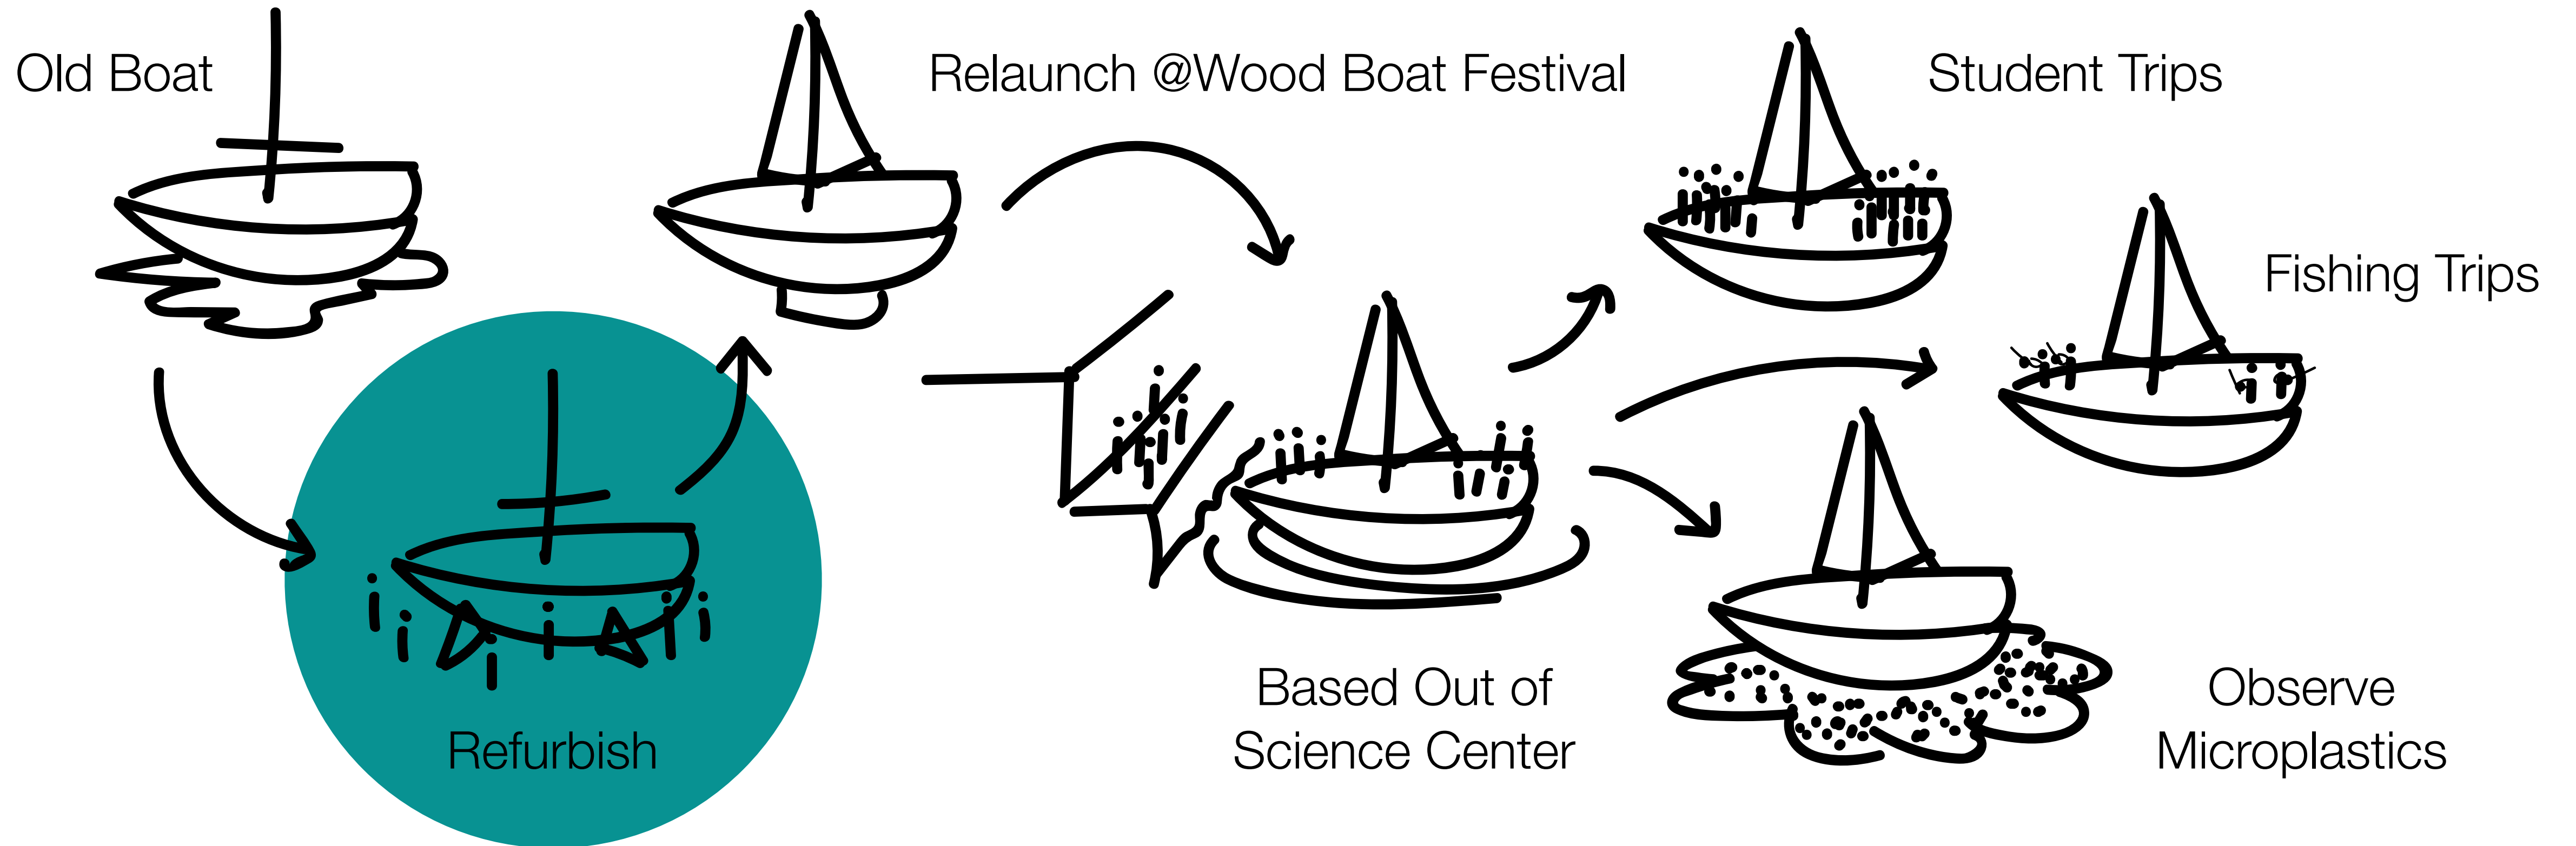 Old Boat
Refurbish
Relaunch @Wood Boat Festival
Based Out of
Science Center
Student Trips
Fishing Trips
Observe
Microplastics